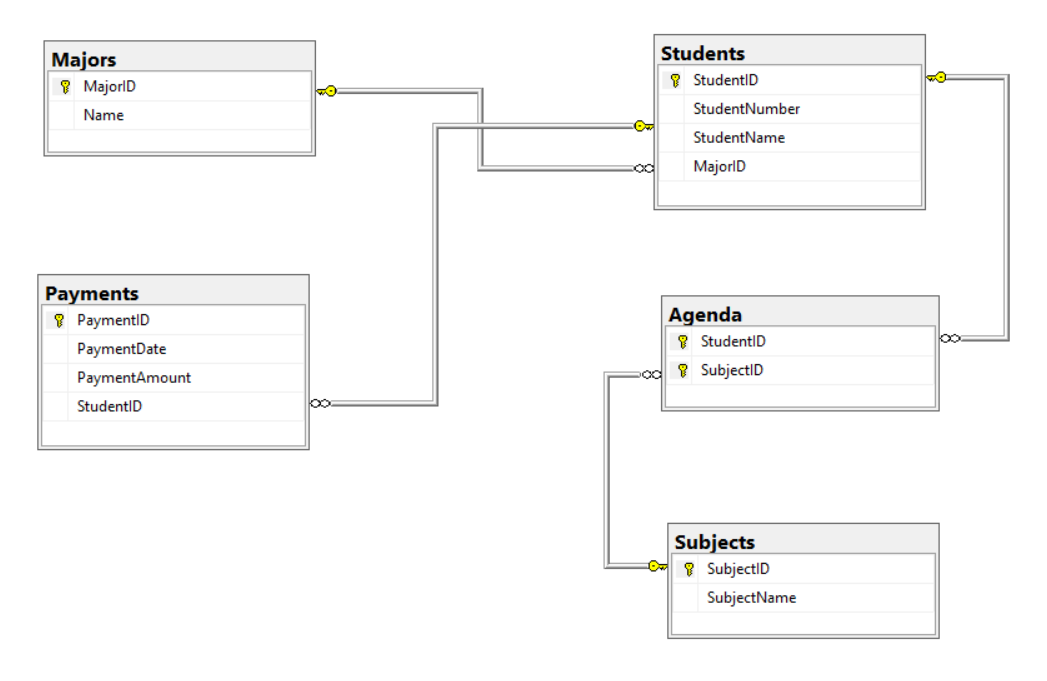 Majors
MajorID
Name
Students
StudentID
StudentNumber
StudentName
MajorID
Payments
PaymentID
PaymentDate
PaymentAmount
StudentID
Agenda
StudentID
SubjectID
Subjects
SubjectID
SubjectName